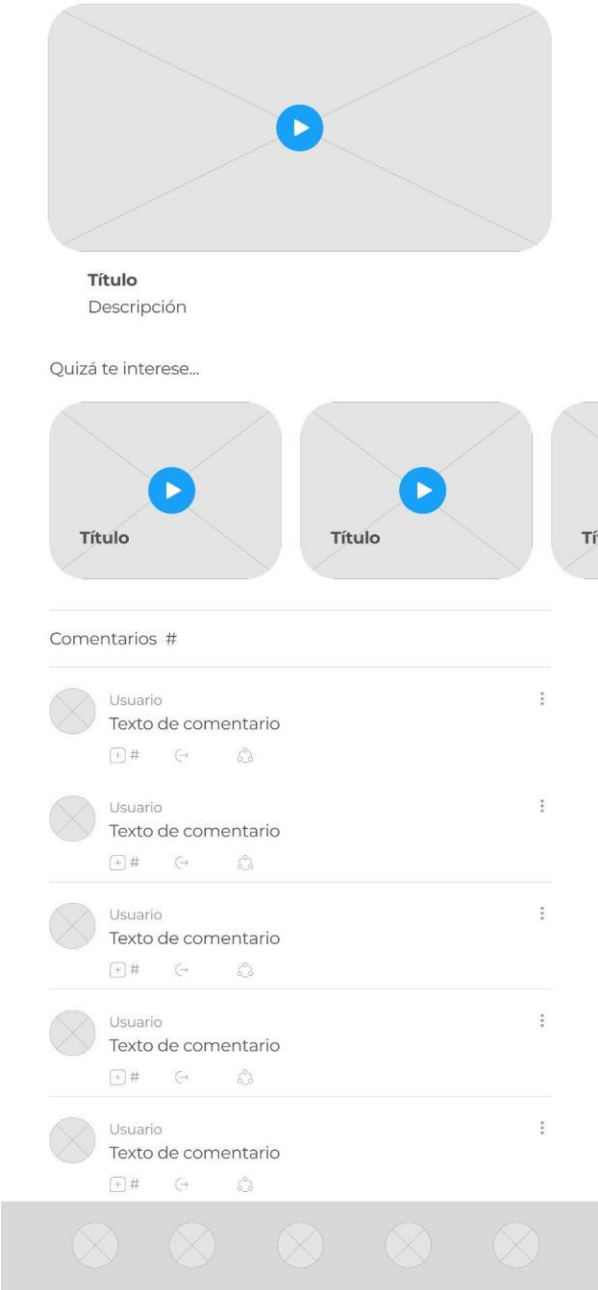 Título
Descripción
Quizá te interese...
Título Título Tí
Comentarios #
Usuario
Texto de comentario
#
Usuario
Texto de comentario
#
Usuario
Texto de comentario
#
Usuario
Texto de comentario
#
Usuario
Texto de comentario
#